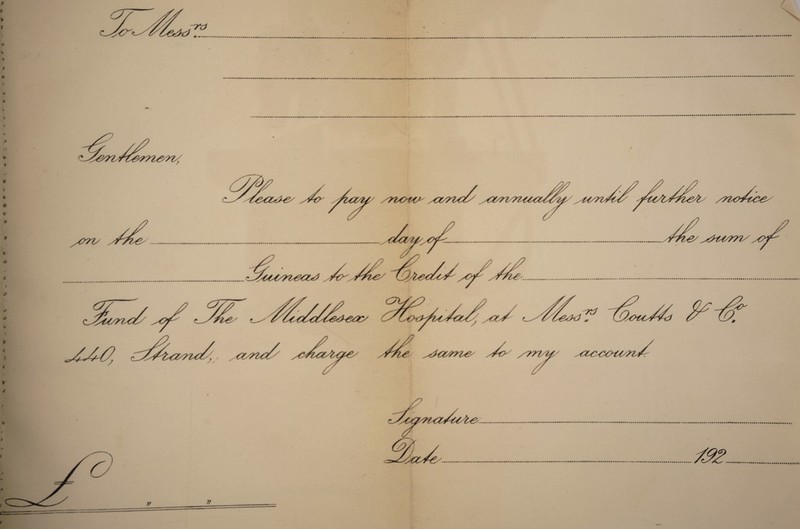 To Messrs
Gentlemen,
Please to pay now and annually until further notice
on the day of the sum of
Guineas to the Credit of the
Fund of The Middlesex Hospital, at Messrs. Coutts & Co.
440, Strand, and charge the same to my account.
Signature
Date 192
£ " "